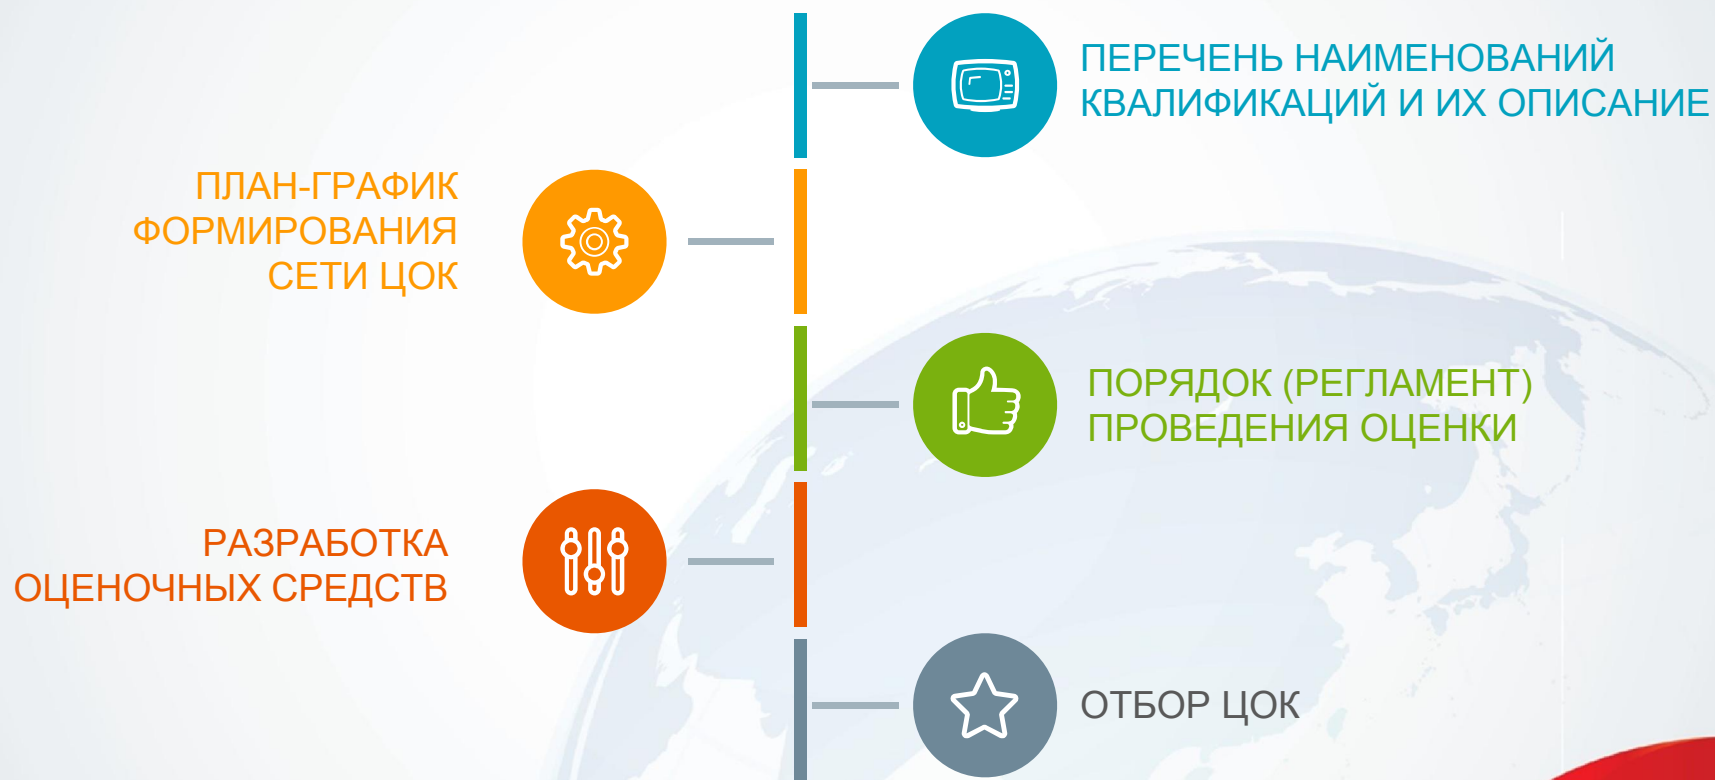 ПЕРЕЧЕНЬ НАИМЕНОВАНИЙ
КВАЛИФИКАЦИЙ И ИХ ОПИСАНИЕ
ПЛАН-ГРАФИК
ФОРМИРОВАНИЯ
СЕТИ ЦОК
ПОРЯДОК (РЕГЛАМЕНТ)
ПРОВЕДЕНИЯ ОЦЕНКИ
РАЗРАБОТКА
ОЦЕНОЧНЫХ СРЕДСТВ
ОТБОР ЦОК